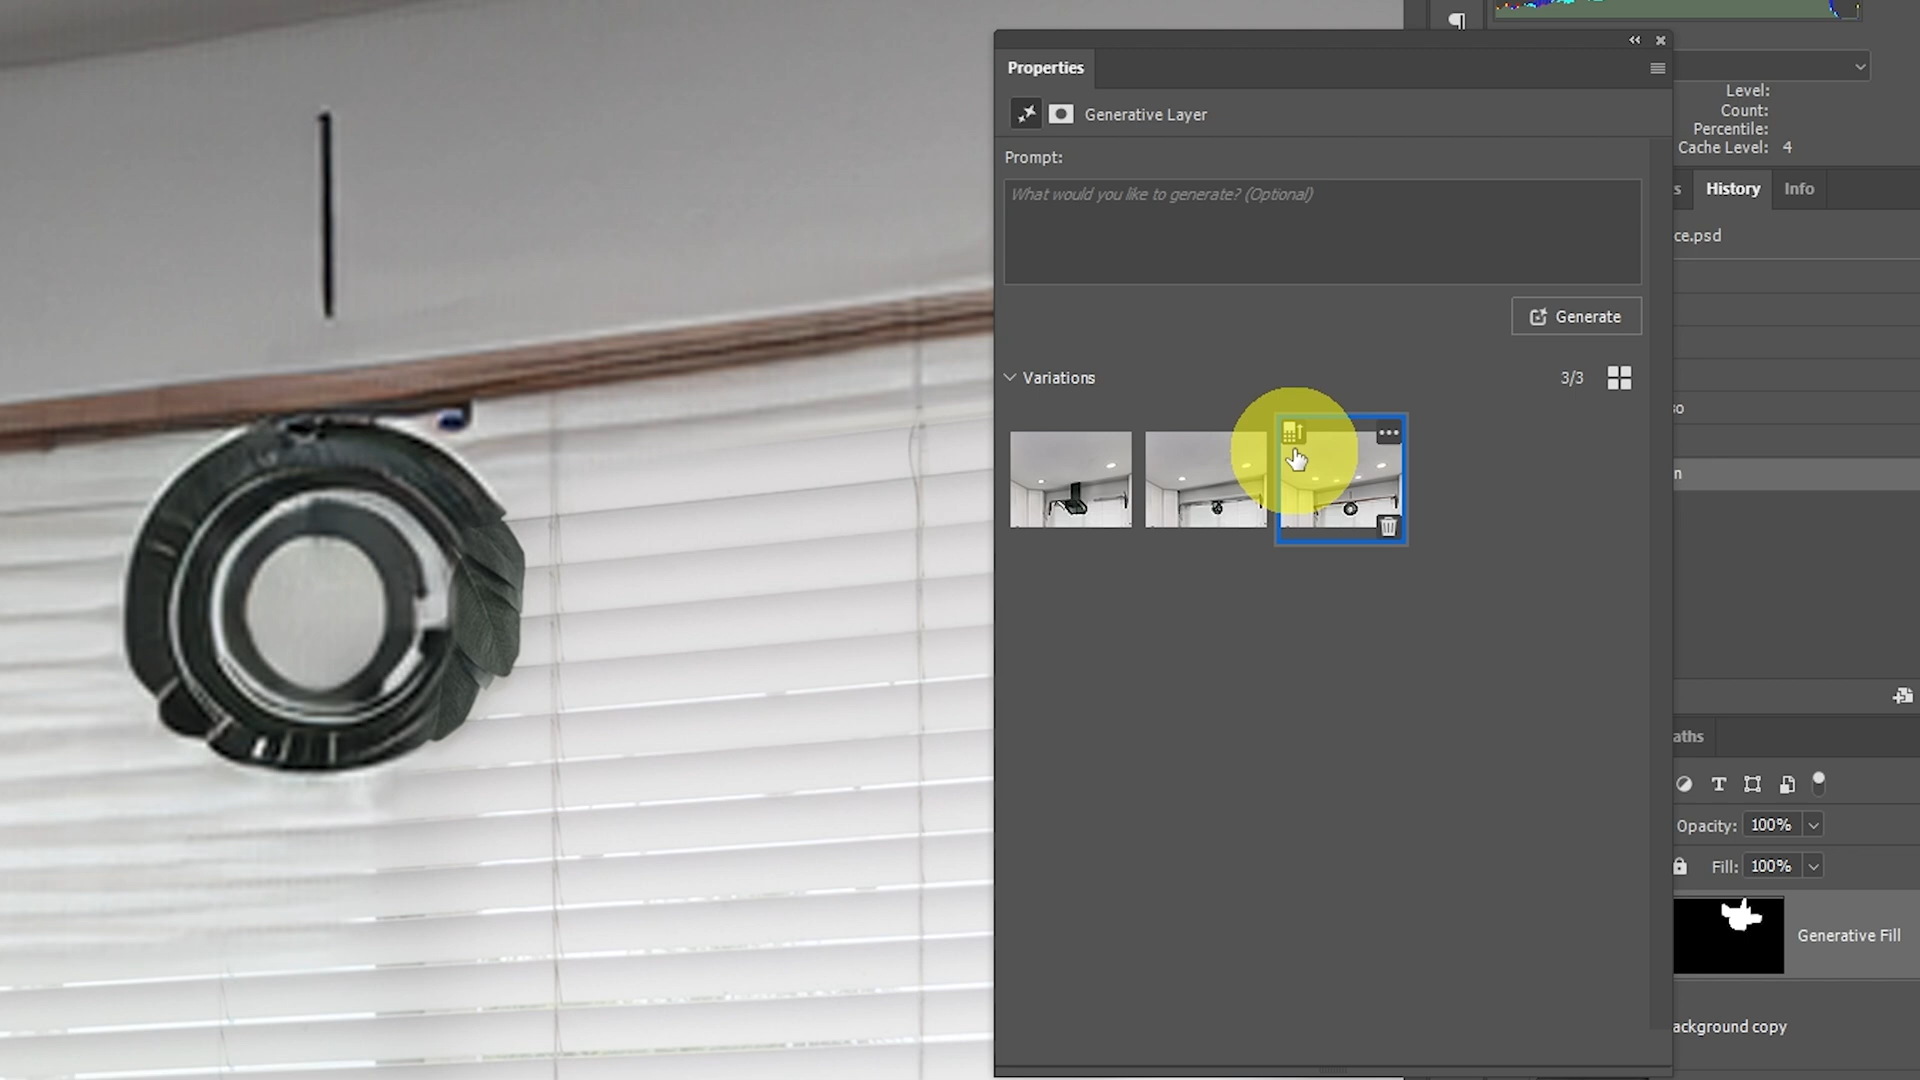 Properties
Generative Layer
Prompt:
What would you like to generate? (Optional)
Generate
Variations
3/3
Level:
Count:
Percentile:
Cache Level: 4
s
History
Info
ce.psd
so
n
aths
Opacity: 100%
Fill: 100%
Generative Fill
ackground copy